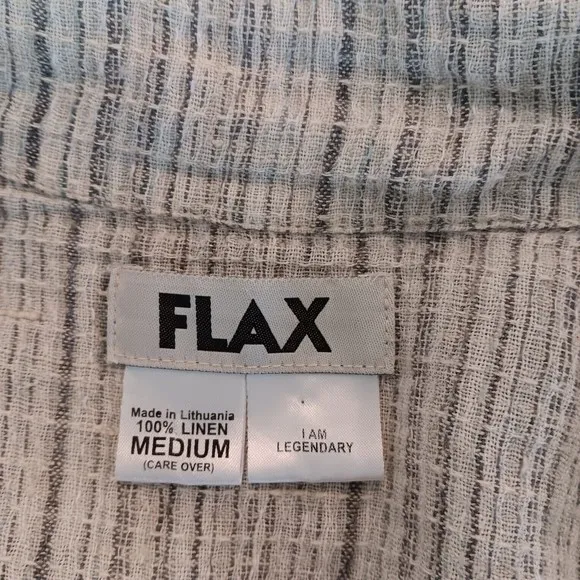 FLAX
Made in Lithuania
100% LINEN
MEDIUM
(CARE OVER)
I AM
LEGENDARY